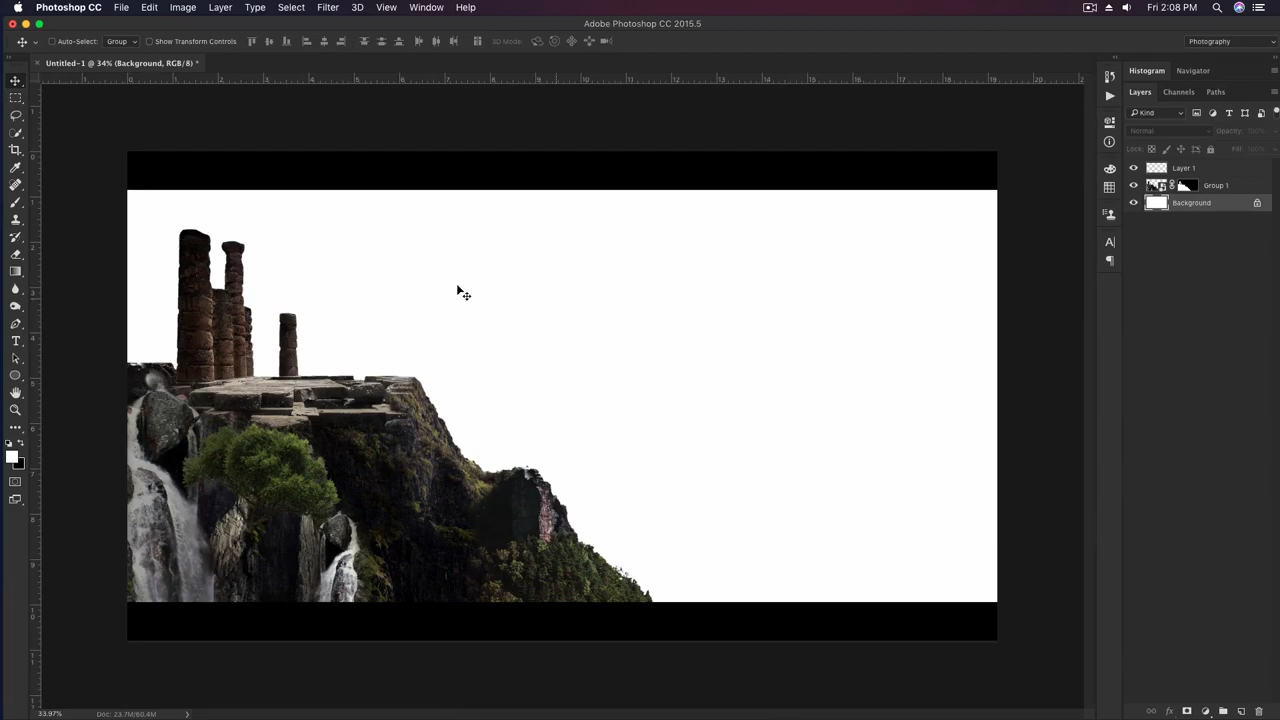 Photoshop CC File Edit Image Layer Type Select Filter 3D View Window Help Fri 2:08 PM
Adobe Photoshop CC 2015.5
Auto-Select: Group Show Transform Controls 3D Mode: Photography
Untitled-1 @ 34% (Background, RGB/8) *
Histogram Navigator
Layers Channels Paths
Kind
Normal Opacity: 100%
Lock: Fill: 100%
Layer 1
Group 1
Background
33.97% Doc: 23.7M/60.4M